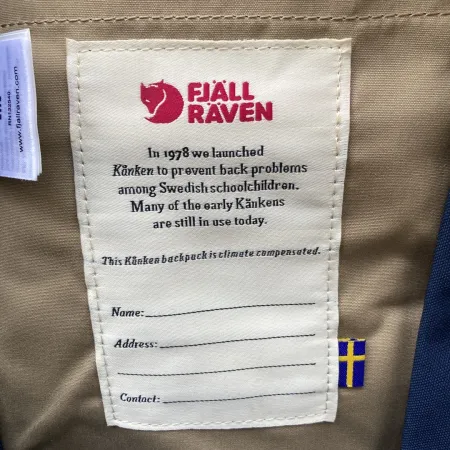 www.fjallraven.com
FJÄLL
RÄVEN
In 1978 we launched
Kånken to prevent back problems
among Swedish schoolchildren.
Many of the early Kånkens
are still in use today.
This Kånken backpack is climate compensated.
Name:
Address:
Contact: